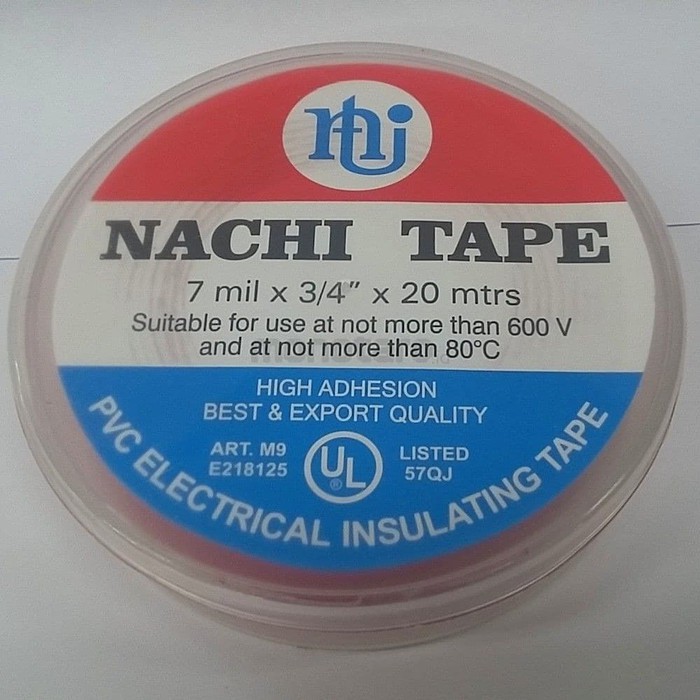 NACHI TAPE
7 mil x 3/4" x 20 mtrs
Suitable for use at not more than 600 V
and at not more than 80°C
HIGH ADHESION
BEST & EXPORT QUALITY
ART. M9
E218125
UL
®
LISTED
57QJ
PVC ELECTRICAL INSULATING TAPE